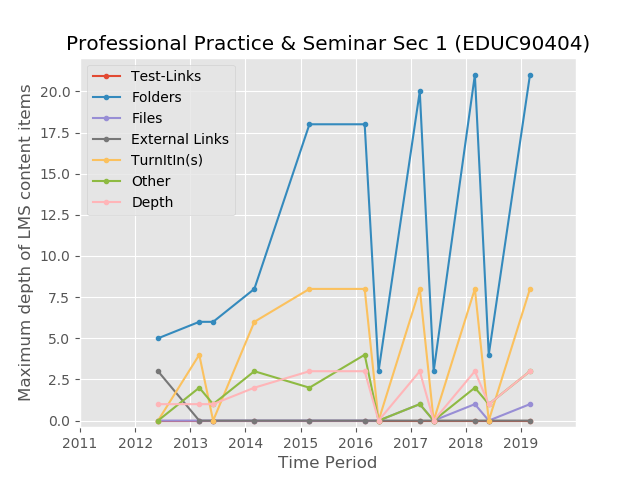 Professional Practice & Seminar Sec 1 (EDUC90404)
Maximum depth of LMS content items
20.0
17.5
15.0
12.5
10.0
7.5
5.0
2.5
0.0
Test-Links
Folders
Files
External Links
TurnItIn(s)
Other
Depth
2011 2012 2013 2014 2015 2016 2017 2018 2019
Time Period